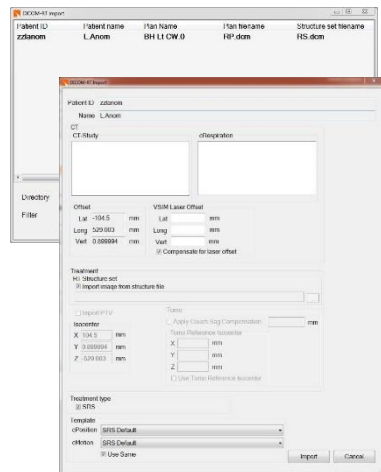 DICOM-RT Import
Patient ID Patient name Plan Name Plan filename Structure set filename
zzlanom L.Anom BH Lt CW.0 RP.dcm RS.dcm
DICOM-RT Import
Patient ID zzlanom
Name L.Anom
CT
CT-Study cRespiration
Directory
Filter
Offset VSIM Laser Offset
Lat -104.5 mm Lat mm
Long 529.003 mm Long mm
Vert 0.899994 mm Vert mm
Compensate for laser offset
Treatment
RT Structure set
Import image from structure file
Import PTV
Isocenter
X 104.5 mm
Y 0.899994 mm
Z -529.003 mm
Tomo
Apply Couch Sag Compensation mm
Tomo Reference Isocenter
X mm
Y mm
Z mm
Use Tomo Reference Isocenter
Treatment type
SRS
Template
cPosition SRS Default
cMotion SRS Default
Use Same
Import Cancel